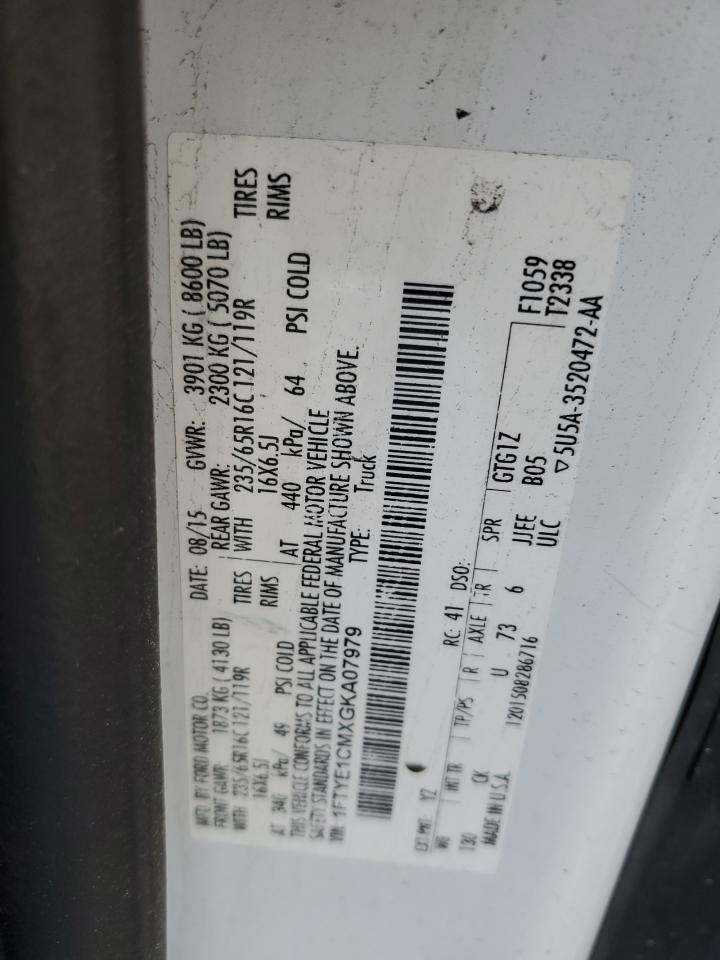 MFD. BY FORD MOTOR CO. DATE: 08/15 GVWR: 3901 KG ( 8600 LB)
FRONT GAWR: 1873 KG ( 4130 LB) REAR GAWR: 2300 KG ( 5070 LB)
WITH 235/65R16C 121/119R TIRES WITH 235/65R16C 121/119R TIRES
16X6.5J RIMS 16X6.5J RIMS
AT 340 kPa/ 49 PSI COLD AT 440 kPa/ 64 PSI COLD
THIS VEHICLE CONFORMS TO ALL APPLICABLE FEDERAL MOTOR VEHICLE
SAFETY STANDARDS IN EFFECT ON THE DATE OF MANUFACTURE SHOWN ABOVE.
VIN: 1FTYE1CMXGKA07979 TYPE: Truck
EXT PNT: YZ RC: 41 DSO:
WB INT TR TP/PS R AXLE TR SPR F1059
130 CK U 73 6 JJEE GTG1Z T2338
ULC B05
MADE IN U.S.A. 1201508286716 ▽5U5A-3520472-AA